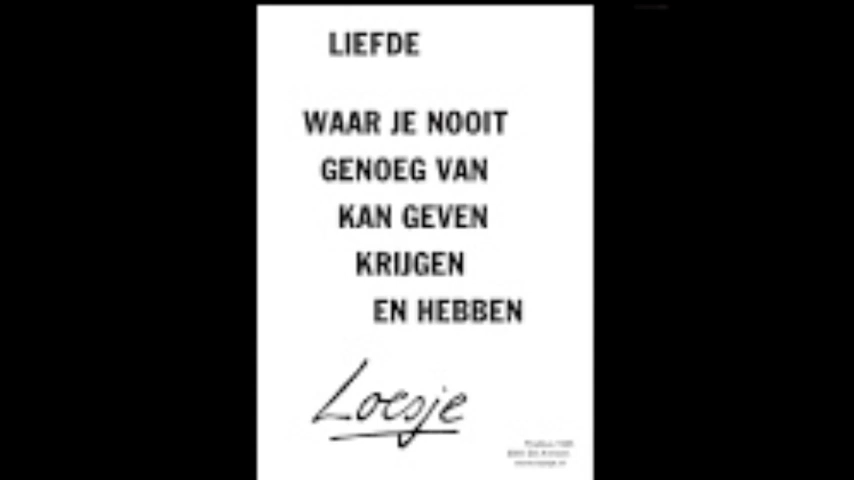 LIEFDE
WAAR JE NOOIT
GENOEG VAN
KAN GEVEN
KRIJGEN
EN HEBBEN
Loesje